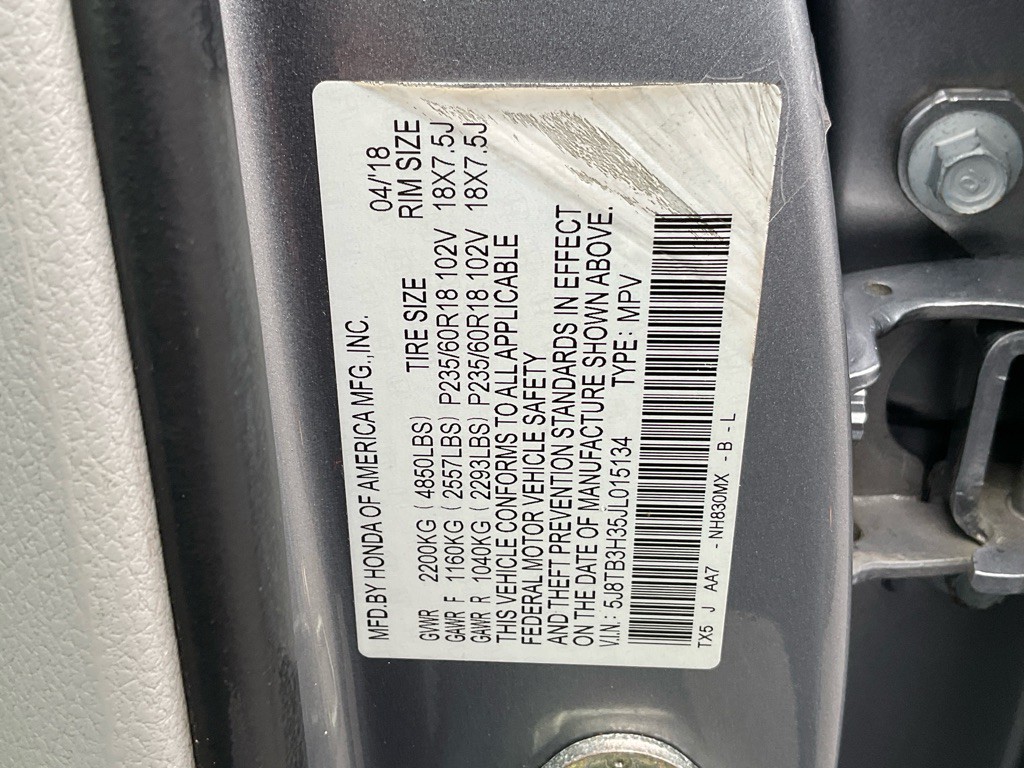 MFD.BY HONDA OF AMERICA MFG.,INC. 04/'18
TIRE SIZE RIM SIZE
GVWR 2200KG ( 4850LBS)
GAWR F 1160KG ( 2557LBS) P235/60R18 102V 18X7.5J
GAWR R 1040KG ( 2293LBS) P235/60R18 102V 18X7.5J
THIS VEHICLE CONFORMS TO ALL APPLICABLE
FEDERAL MOTOR VEHICLE SAFETY
AND THEFT PREVENTION STANDARDS IN EFFECT
ON THE DATE OF MANUFACTURE SHOWN ABOVE.
V.I.N.: 5J8TB3H35JL015134 TYPE: MPV
TX5 J AA7 - NH830MX - B - L